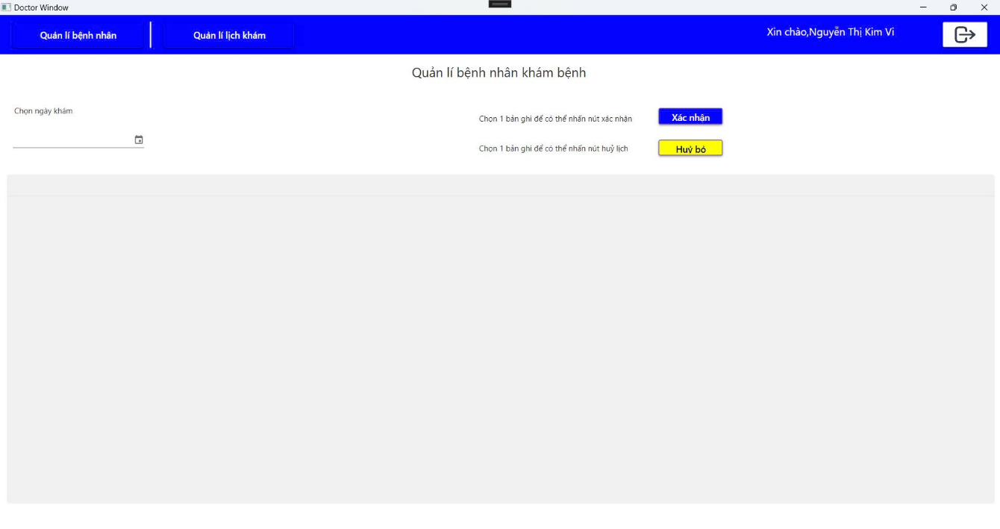 Doctor Window
Quản lí bệnh nhân
Quản lí lịch khám
Xin chào,Nguyễn Thị Kim Vi
Quản lí bệnh nhân khám bệnh
Chọn ngày khám
Chọn 1 bản ghi để có thể nhấn nút xác nhận
Xác nhận
Chọn 1 bản ghi để có thể nhấn nút huỷ lịch
Huỷ bỏ